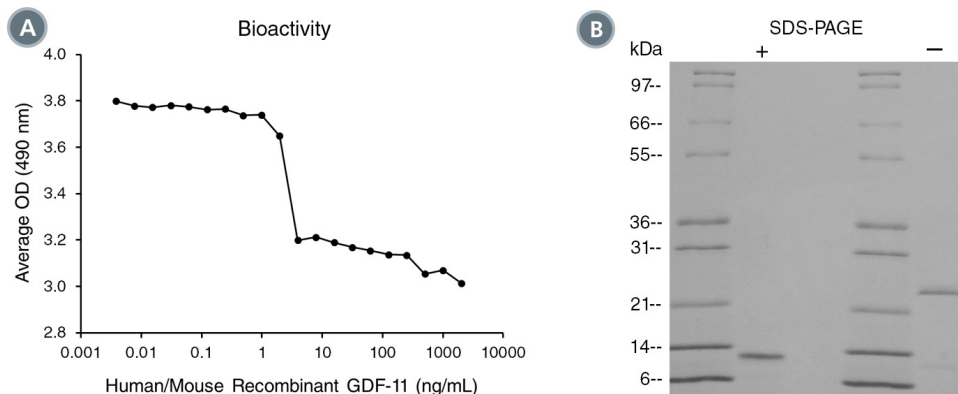 A
Bioactivity
4.0
3.8
3.6
3.4
3.2
3.0
2.8
Average OD (490 nm)
0.001 0.01 0.1 1 10 100 1000 10000
Human/Mouse Recombinant GDF-11 (ng/mL)
B
SDS-PAGE
kDa + −
97--
66--
55--
36--
31--
21--
14--
6--